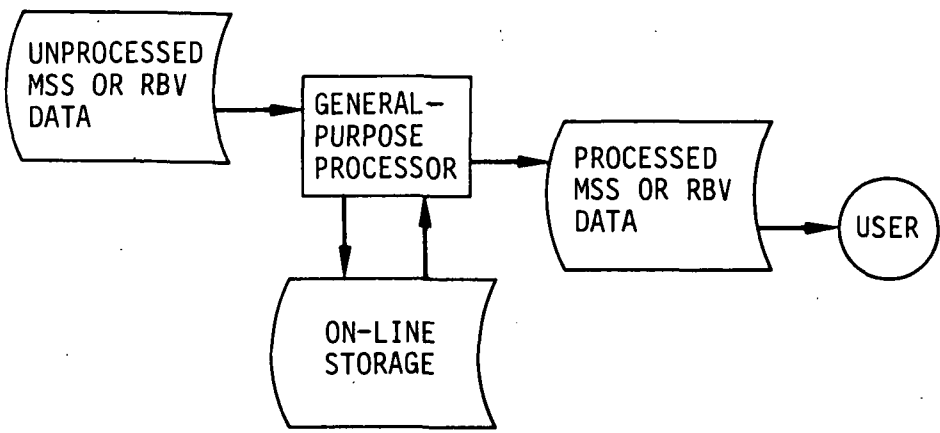 UNPROCESSED
MSS OR RBV
DATA
GENERAL-
PURPOSE
PROCESSOR
PROCESSED
MSS OR RBV
DATA
USER
ON-LINE
STORAGE